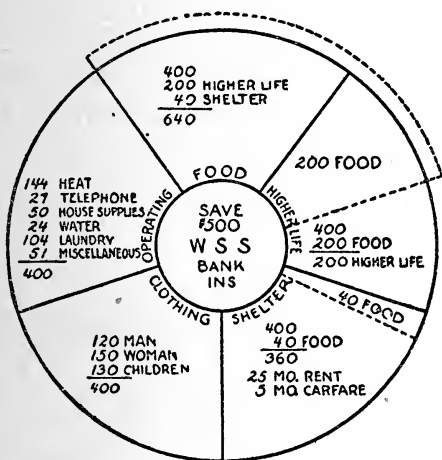 400
200 HIGHER LIFE
40 SHELTER
640
FOOD
200 FOOD
HIGHER LIFE
400
200 FOOD
200 HIGHER LIFE
40 FOOD
SHELTER
400
40 FOOD
360
25 MO. RENT
5 MO. CARFARE
CLOTHING
120 MAN
150 WOMAN
130 CHILDREN
400
OPERATING
144 HEAT
27 TELEPHONE
50 HOUSE SUPPLIES
24 WATER
104 LAUNDRY
51 MISCELLANEOUS
400
SAVE
$500
W S S
BANK
INS